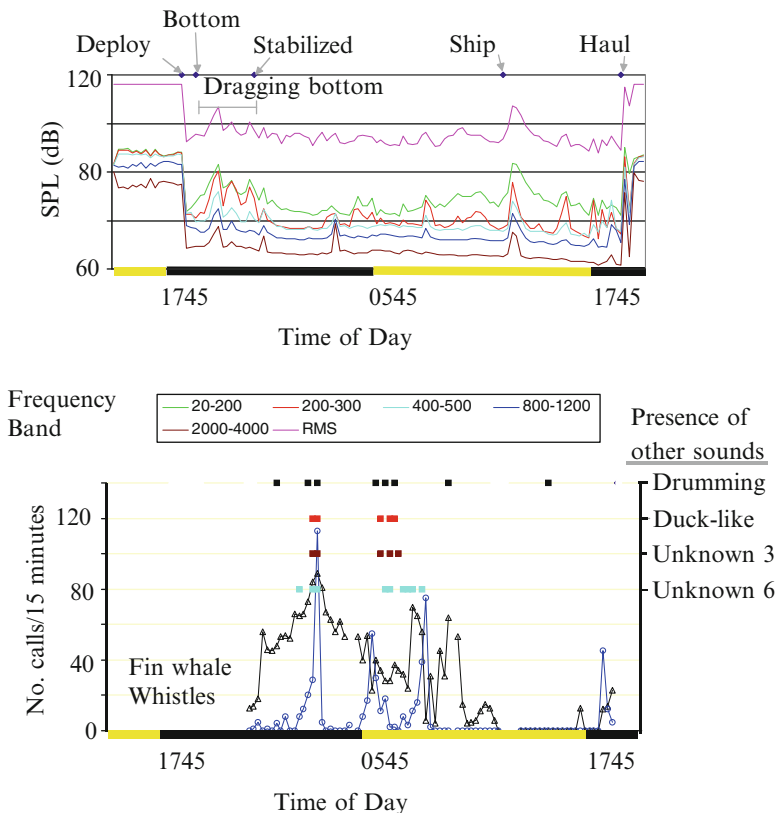 Bottom
Deploy
Stabilized
Ship
Haul
120
Dragging bottom
SPL (dB)
80
60
1745
0545
1745
Time of Day
Frequency
Band
20-200
200-300
400-500
800-1200
2000-4000
RMS
Presence of
other sounds
No. calls/15 minutes
Drumming
120
Duck-like
Unknown 3
80
Unknown 6
40
Fin whale
Whistles
0
1745
0545
1745
Time of Day